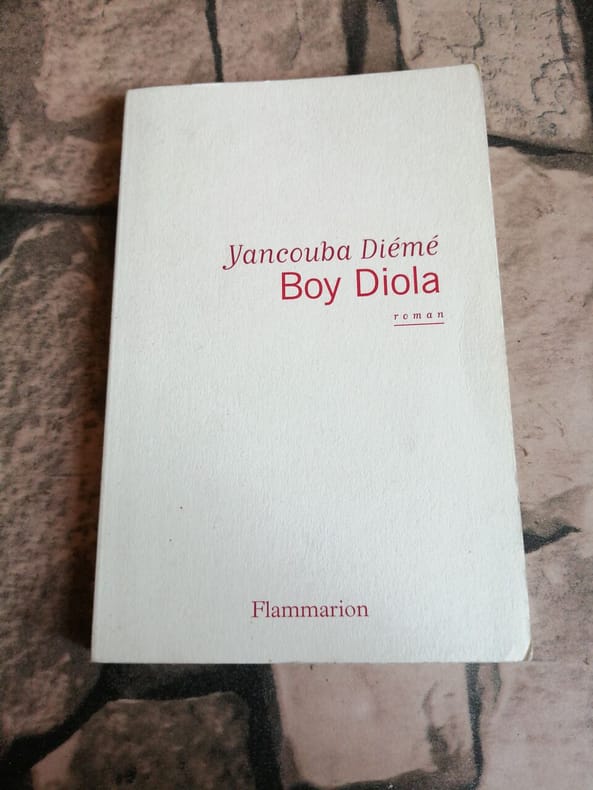 Yancouba Diémé
Boy Diola
roman
Flammarion